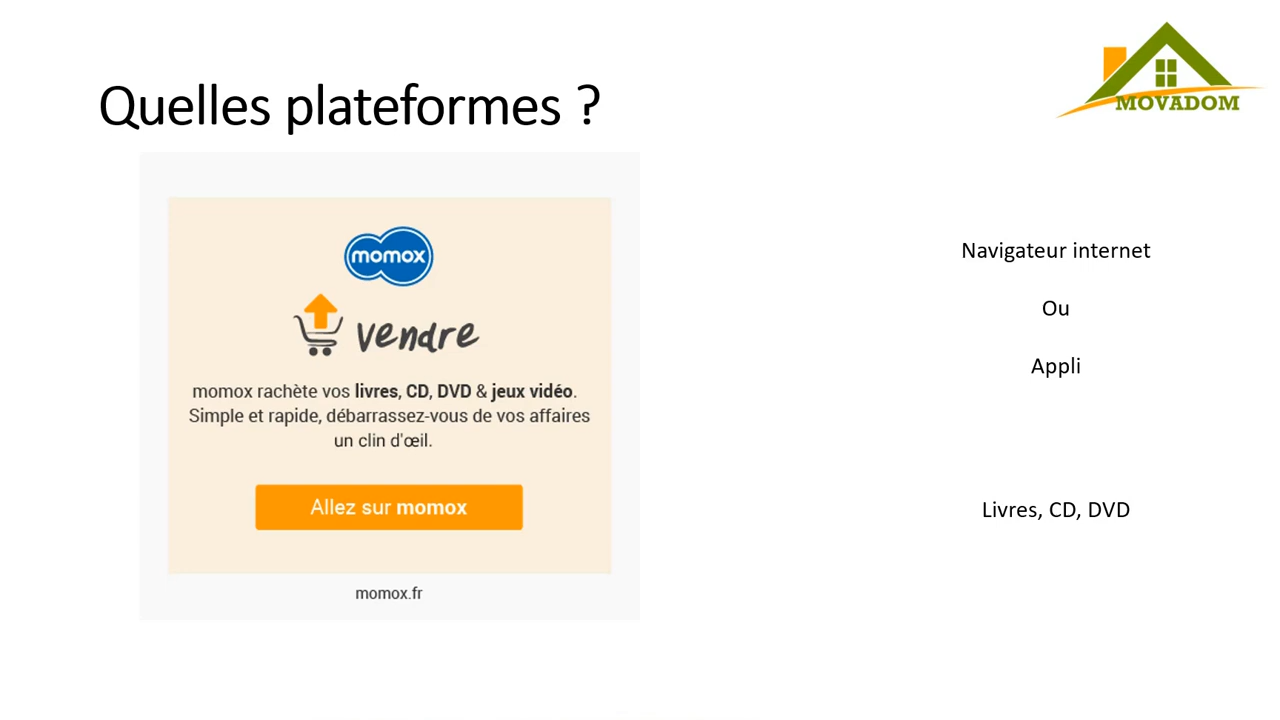 MOVADOM
Quelles plateformes ?
momox
vendre
momox rachète vos livres, CD, DVD & jeux vidéo.
Simple et rapide, débarrassez-vous de vos affaires
un clin d'œil.
Allez sur momox
momox.fr
Navigateur internet
Ou
Appli
Livres, CD, DVD